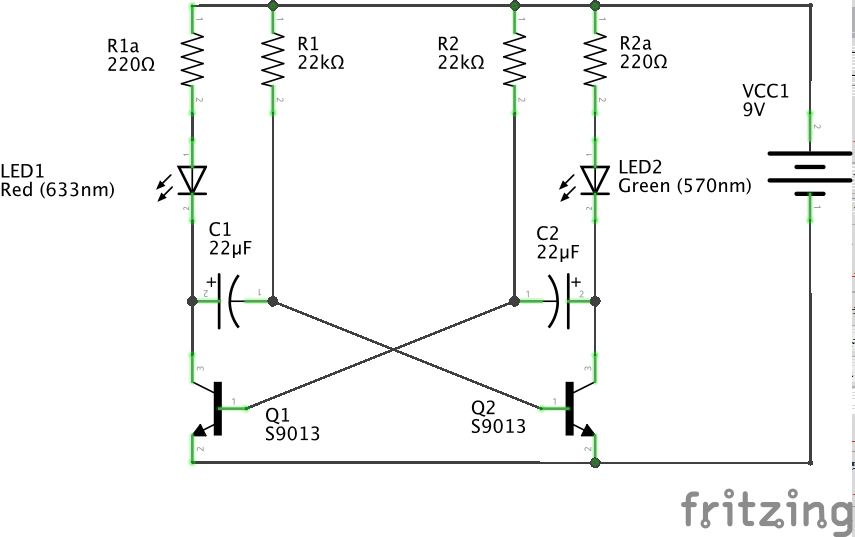 R1a
220Ω
R1
22kΩ
R2
22kΩ
R2a
220Ω
VCC1
9V
LED1
Red (633nm)
LED2
Green (570nm)
C1
22µF
C2
22µF
Q1
S9013
Q2
S9013
1
2
1
2
1
2
1
2
2
1
1
2
1
2
+
2
1
1
+
2
3
1
2
3
1
2
fritzing